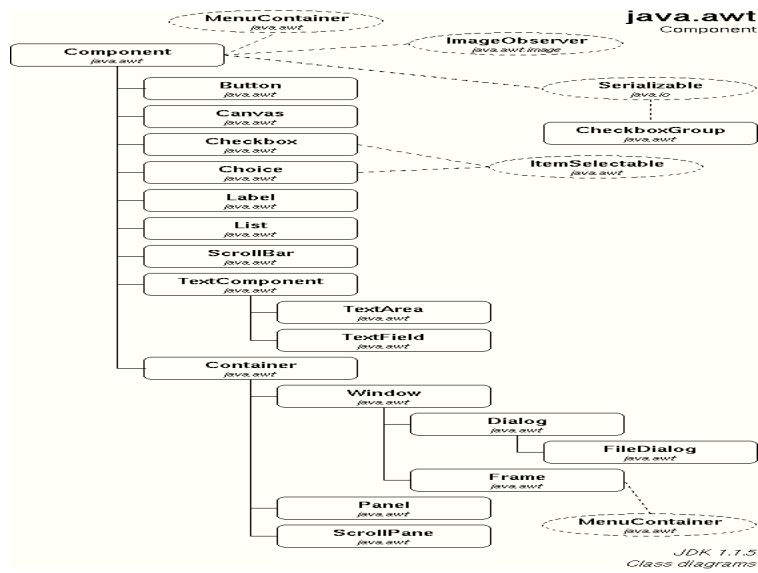 MenuContainer
java.awt
java.awt
Component
ImageObserver
java.awt.image
Component
java.awt
Button
java.awt
Serializable
java.io
Canvas
java.awt
CheckboxGroup
java.awt
Checkbox
java.awt
ItemSelectable
java.awt
Choice
java.awt
Label
java.awt
List
java.awt
ScrollBar
java.awt
TextComponent
java.awt
TextArea
java.awt
TextField
java.awt
Container
java.awt
Window
java.awt
Dialog
java.awt
FileDialog
java.awt
Frame
java.awt
Panel
java.awt
MenuContainer
java.awt
ScrollPane
java.awt
JDK 1.1.5
Class diagrams